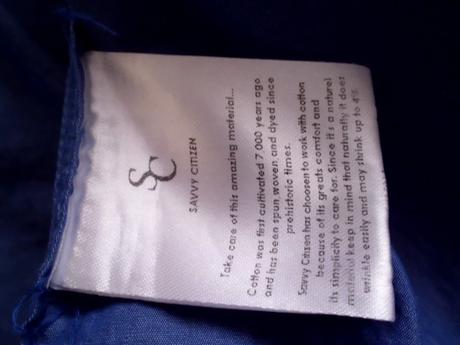 SC
SAVVY CITIZEN
Take care of this amazing material...
Cotton was first cultivated 7,000 years ago
and has been spun, woven, and dyed since
prehistoric times.
Savvy Citizen has choosen to work with cotton
because of its greats comfort and
its simplicity to care for. Since it's a naturel
material keep in mind that naturally it does
wrinkle easily and may shrink up to 4%